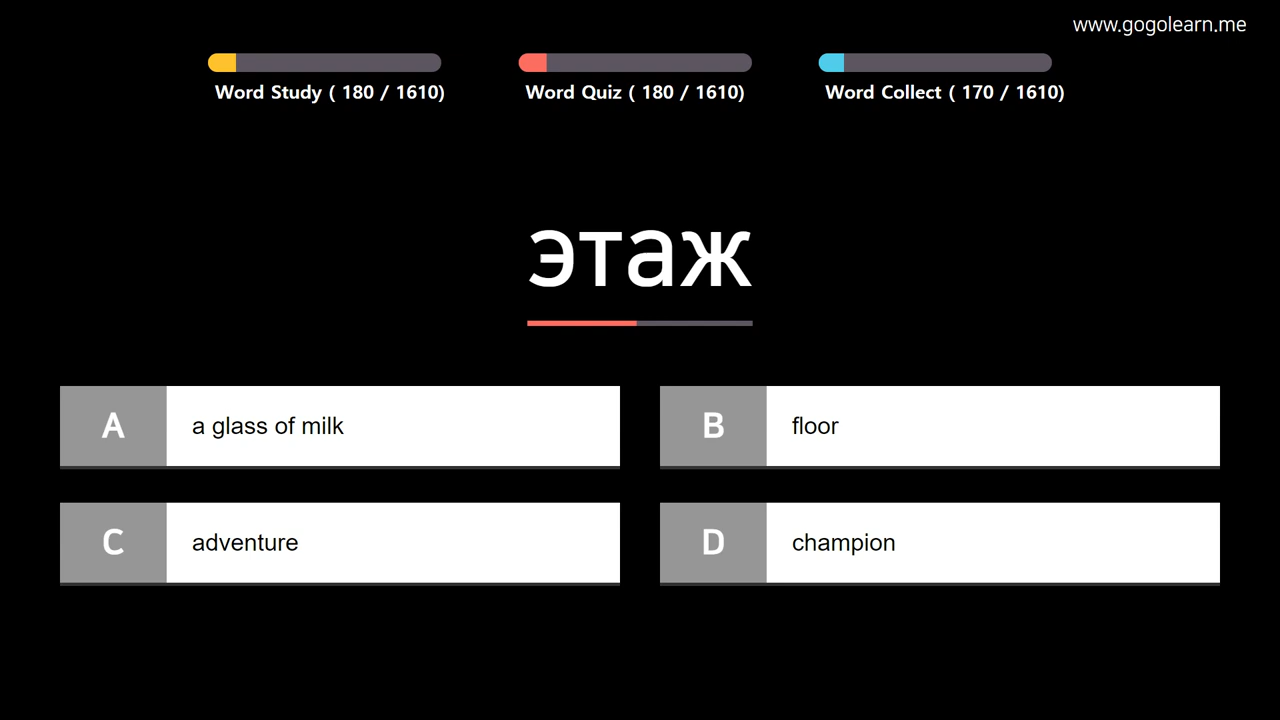 www.gogolearn.me
Word Study ( 180 / 1610)
Word Quiz ( 180 / 1610)
Word Collect ( 170 / 1610)
этаж
A
a glass of milk
B
floor
C
adventure
D
champion